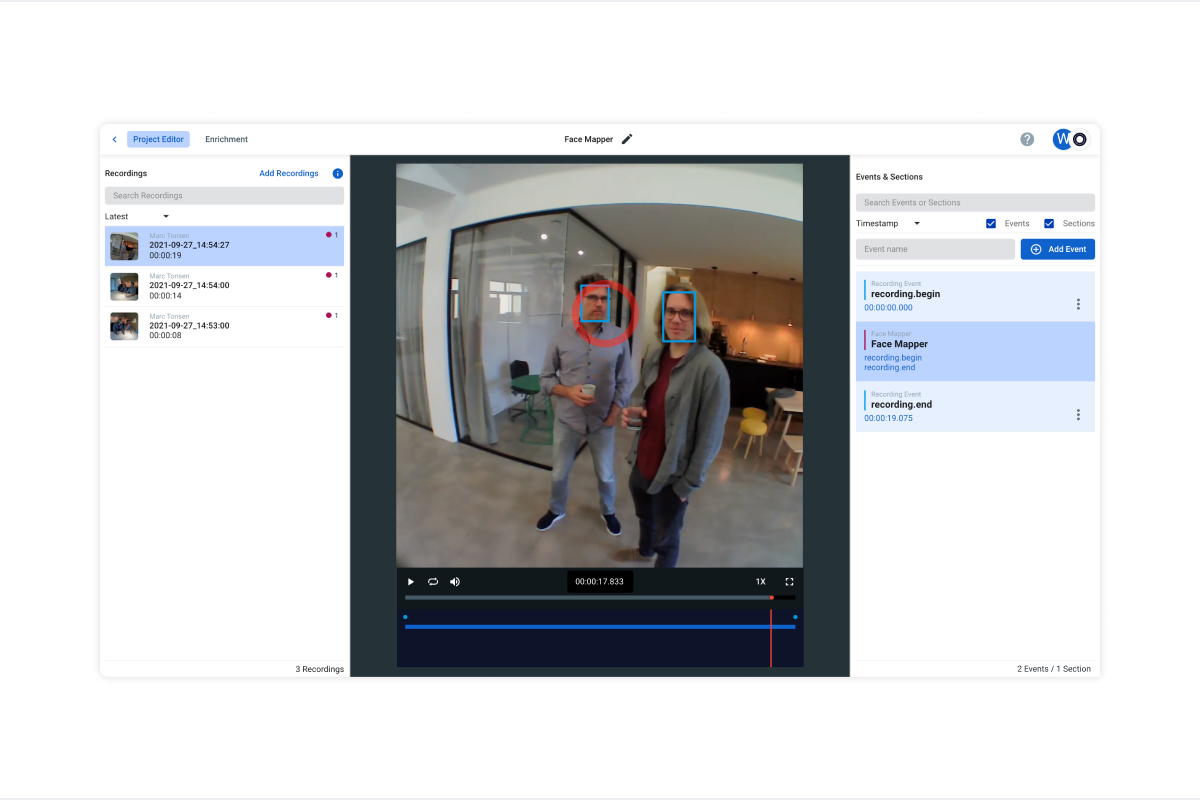 Project Editor
Enrichment
Face Mapper
?
W
Recordings
Add Recordings
i
Search Recordings
Latest
Marc Tonsen
2021-09-27_14:54:27
00:00:19
1
Marc Tonsen
2021-09-27_14:54:00
00:00:14
1
Marc Tonsen
2021-09-27_14:53:00
00:00:08
1
3 Recordings
00:00:17.833
1X
Events & Sections
Search Events or Sections
Timestamp
Events
Sections
Event name
Add Event
Recording Event
recording.begin
00:00:00.000
Face Mapper
Face Mapper
recording.begin
recording.end
Recording Event
recording.end
00:00:19.075
2 Events / 1 Section